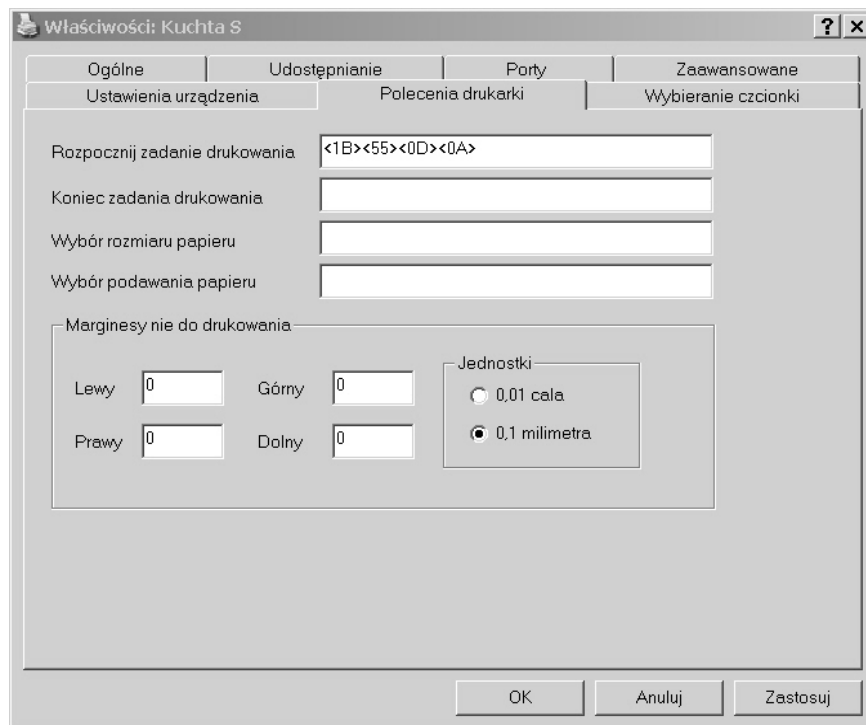 Właściwości: Kuchta S
Ogólne Udostępnianie Porty Zaawansowane
Ustawienia urządzenia Polecenia drukarki Wybieranie czcionki
Rozpocznij zadanie drukowania <1B><55><0D><0A>
Koniec zadania drukowania
Wybór rozmiaru papieru
Wybór podawania papieru
Marginesy nie do drukowania
Jednostki
Lewy 0 Górny 0 0,01 cala
Prawy 0 Dolny 0 0,1 milimetra
OK Anuluj Zastosuj